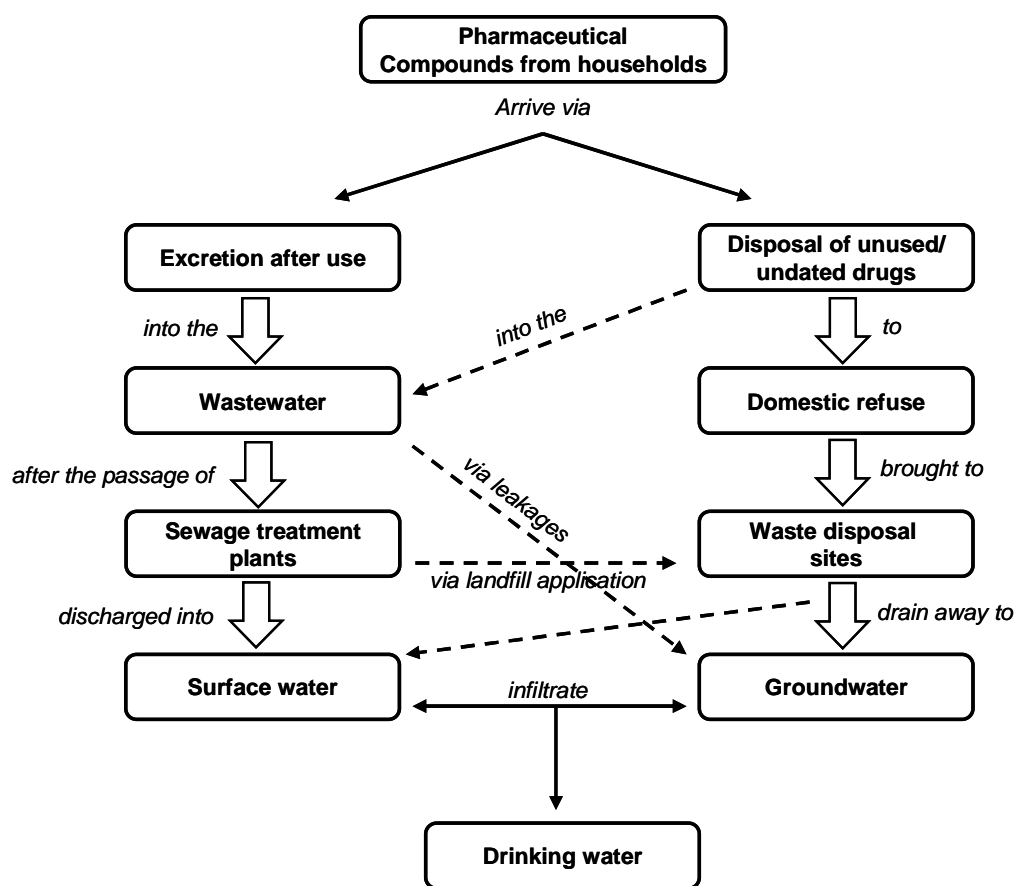 Pharmaceutical
Compounds from households
Arrive via
Excretion after use
Disposal of unused/
undated drugs
into the
into the
to
Wastewater
Domestic refuse
after the passage of
via leakages
brought to
Sewage treatment
plants
Waste disposal
sites
via landfill application
discharged into
drain away to
Surface water
infiltrate
Groundwater
Drinking water